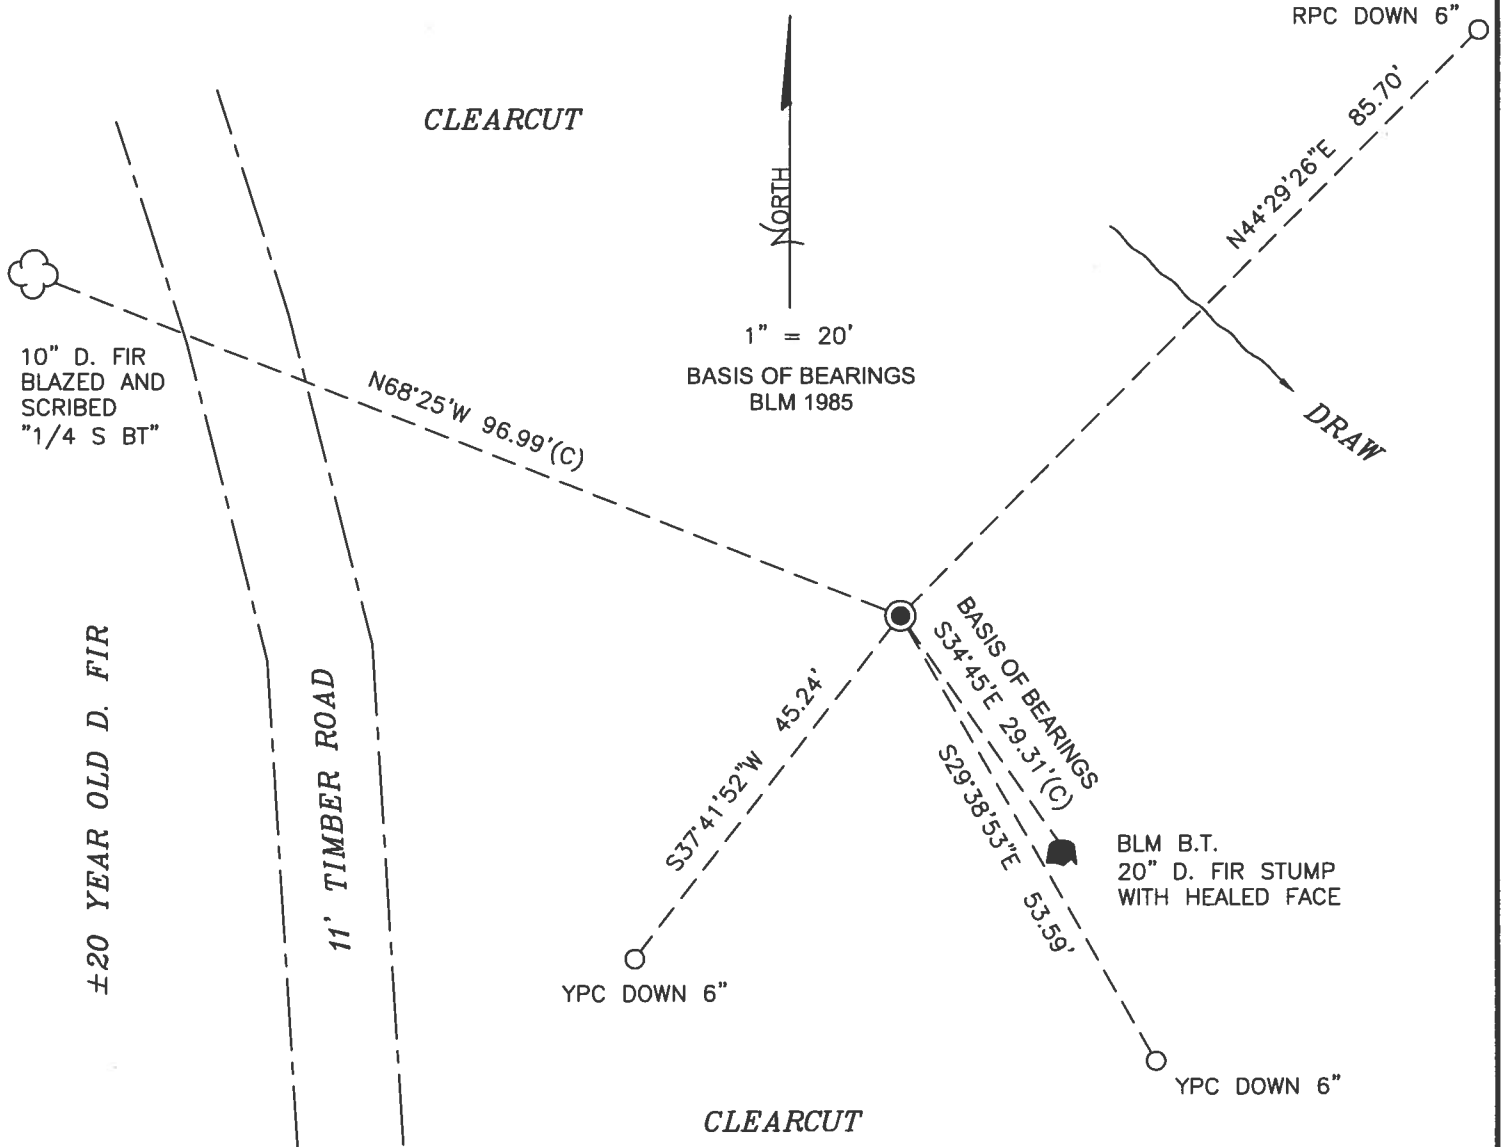 RPC DOWN 6"
CLEARCUT
N44°29'26"E 85.70'
NORTH
1" = 20'
BASIS OF BEARINGS
BLM 1985
10" D. FIR
BLAZED AND
SCRIBED
"1/4 S BT"
N68°25'W 96.99'(C)
DRAW
±20 YEAR OLD D. FIR
11' TIMBER ROAD
BASIS OF BEARINGS
S34°45'E 29.31'(C)
S37°41'52"W 45.24'
S29°38'53"E 53.59'
BLM B.T.
20" D. FIR STUMP
WITH HEALED FACE
YPC DOWN 6"
YPC DOWN 6"
CLEARCUT